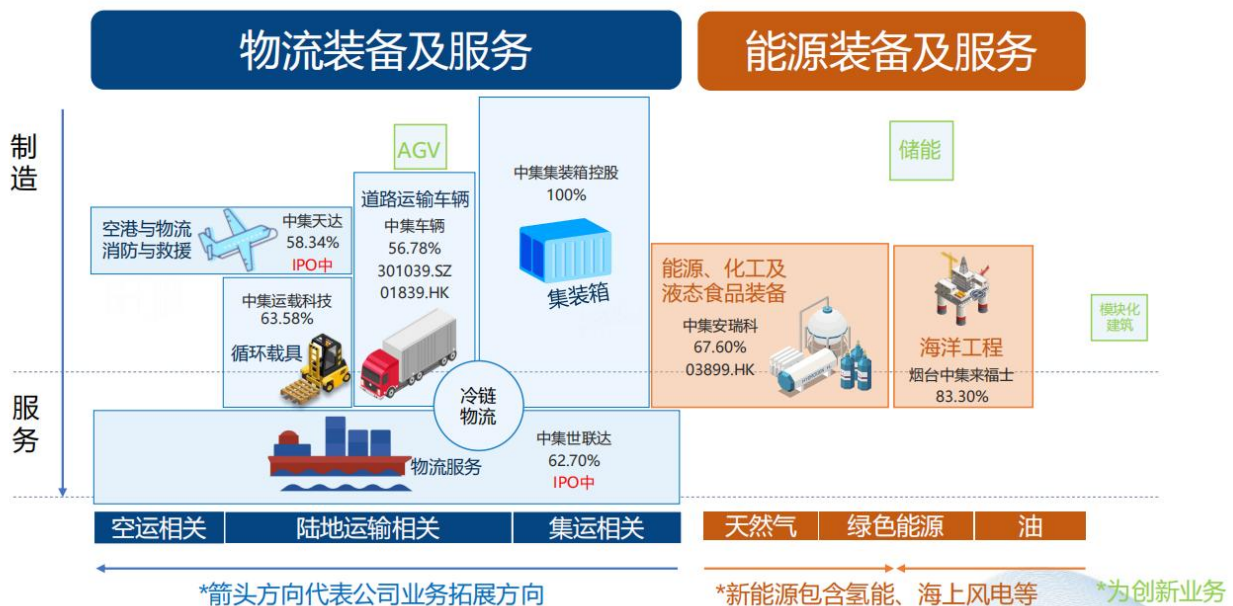 物流装备及服务
能源装备及服务
制造
服务
AGV
储能
模块化
建筑
空港与物流
消防与救援
中集天达
58.34%
IPO中
中集运载科技
63.58%
循环载具
道路运输车辆
中集车辆
56.78%
301039.SZ
01839.HK
中集集装箱控股
100%
集装箱
能源、化工及
液态食品装备
中集安瑞科
67.60%
03899.HK
HYDROGEN
海洋工程
烟台中集来福士
83.30%
冷链
物流
物流服务
中集世联达
62.70%
IPO中
空运相关
陆地运输相关
集运相关
天然气
绿色能源
油
*箭头方向代表公司业务拓展方向
*新能源包含氢能、海上风电等
*为创新业务